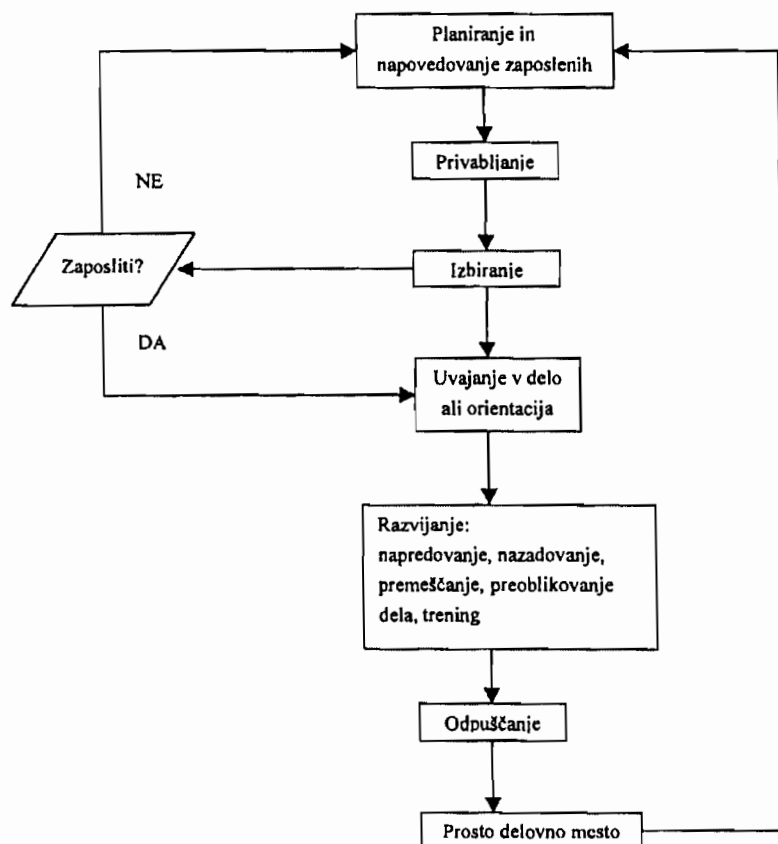 Planiranje in
napovedovanje zaposlenih
Privabljanje
NE
Zaposliti?
Izbiranje
DA
Uvajanje v delo
ali orientacija
Razvijanje:
napredovanje, nazadovanje,
premeščanje, preoblikovanje
dela, trening
Odpuščanje
Prosto delovno mesto